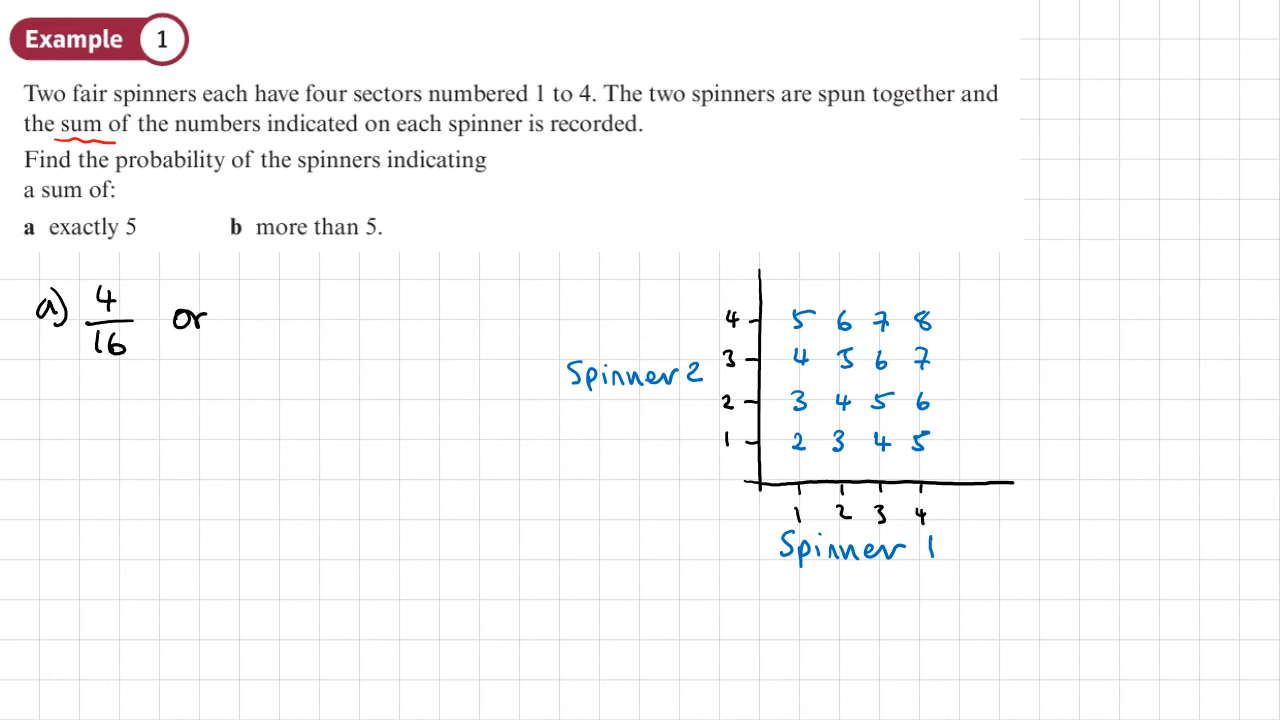 Example 1
Two fair spinners each have four sectors numbered 1 to 4. The two spinners are spun together and
the sum of the numbers indicated on each spinner is recorded.
Find the probability of the spinners indicating
a sum of:
a exactly 5 b more than 5.
a) 4/16 or
4 5 6 7 8
3 4 5 6 7
Spinner 2
2 3 4 5 6
1 2 3 4 5
1 2 3 4
Spinner 1